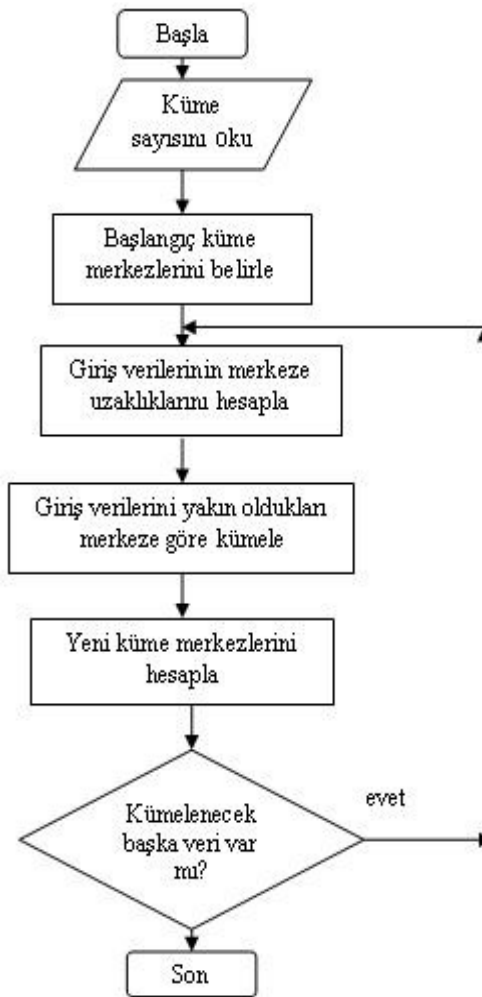 Başla
Küme
sayısını oku
Başlangıç küme
merkezlerini belirle
Giriş verilerinin merkeze
uzaklıklarını hesapla
Giriş verilerini yakın oldukları
merkeze göre kümele
Yeni küme merkezlerini
hesapla
Kümelenecek
başka veri var
mı?
evet
Son